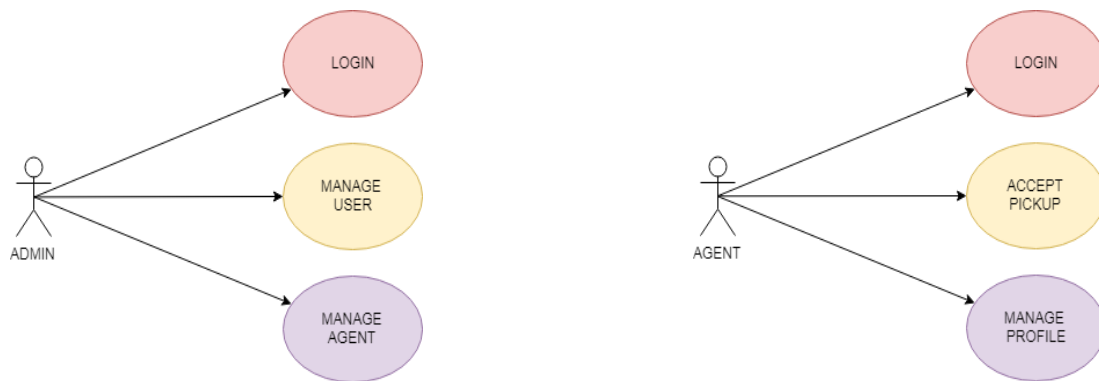 LOGIN
MANAGE
USER
ADMIN
MANAGE
AGENT
LOGIN
ACCEPT
PICKUP
AGENT
MANAGE
PROFILE